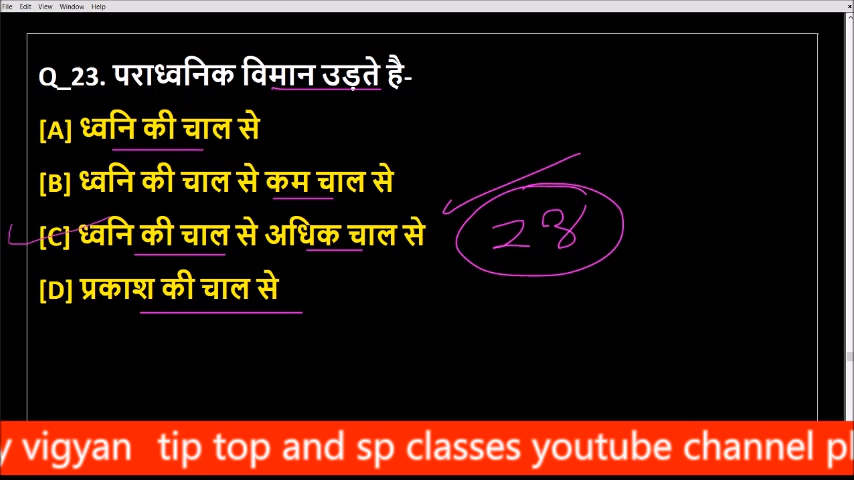 File Edit View Window Help
Q_23. पराध्वनिक विमान उड़ते है-
[A] ध्वनि की चाल से
[B] ध्वनि की चाल से कम चाल से
[C] ध्वनि की चाल से अधिक चाल से
[D] प्रकाश की चाल से
y vigyan tip top and sp classes youtube channel pl